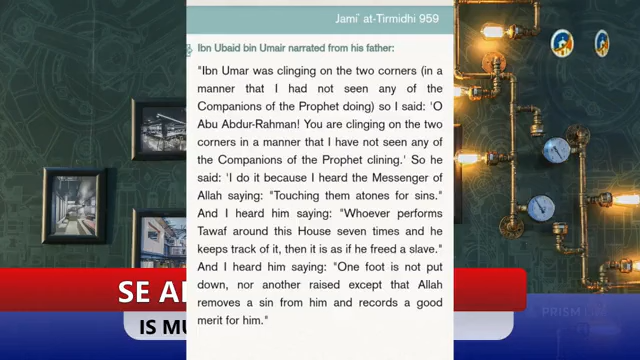 Jami` at-Tirmidhi 959
Ibn Ubaid bin Umair narrated from his father:
"Ibn Umar was clinging on the two corners (in a
manner that I had not seen any of the
Companions of the Prophet doing) so I said: 'O
Abu Abdur-Rahman! You are clinging on the two
corners in a manner that I have not seen any of
the Companions of the Prophet clining.' So he
said: 'I do it because I heard the Messenger of
Allah saying: "Touching them atones for sins."
And I heard him saying: "Whoever performs
Tawaf around this House seven times and he
keeps track of it, then it is as if he freed a slave."
And I heard him saying: "One foot is not put
down, nor another raised except that Allah
removes a sin from him and records a good
merit for him."
SE
IS
PRISM